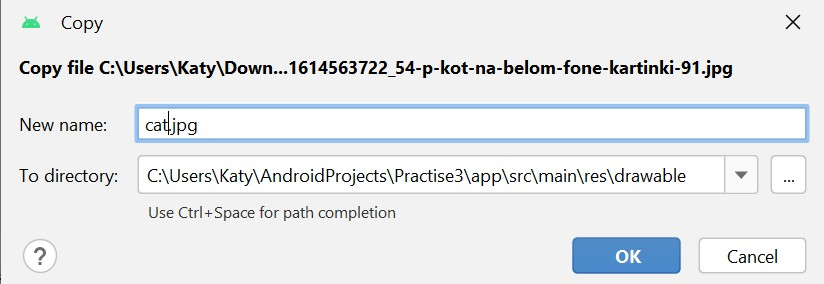 Copy
Copy file C:\Users\Katy\Down...1614563722_54-p-kot-na-belom-fone-kartinki-91.jpg
New name: cat.jpg
To directory: C:\Users\Katy\AndroidProjects\Practise3\app\src\main\res\drawable ...
Use Ctrl+Space for path completion
? OK Cancel